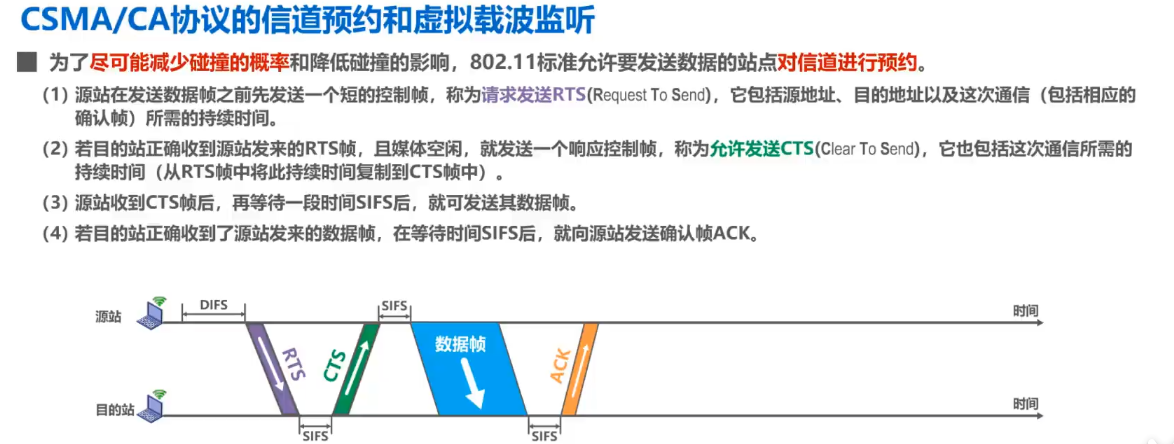 CSMA/CA协议的信道预约和虚拟载波监听
为了尽可能减少碰撞的概率和降低碰撞的影响，802.11标准允许要发送数据的站点对信道进行预约。
(1) 源站在发送数据帧之前先发送一个短的控制帧，称为请求发送RTS(Request To Send)，它包括源地址、目的地址以及这次通信（包括相应的
确认帧）所需的持续时间。
(2) 若目的站正确收到源站发来的RTS帧，且媒体空闲，就发送一个响应控制帧，称为允许发送CTS(Clear To Send)，它也包括这次通信所需的
持续时间（从RTS帧中将此持续时间复制到CTS帧中）。
(3) 源站收到CTS帧后，再等待一段时间SIFS后，就可发送其数据帧。
(4) 若目的站正确收到了源站发来的数据帧，在等待时间SIFS后，就向源站发送确认帧ACK。
源站 DIFS SIFS 时间
RTS CTS 数据帧 ACK
目的站 时间
SIFS SIFS